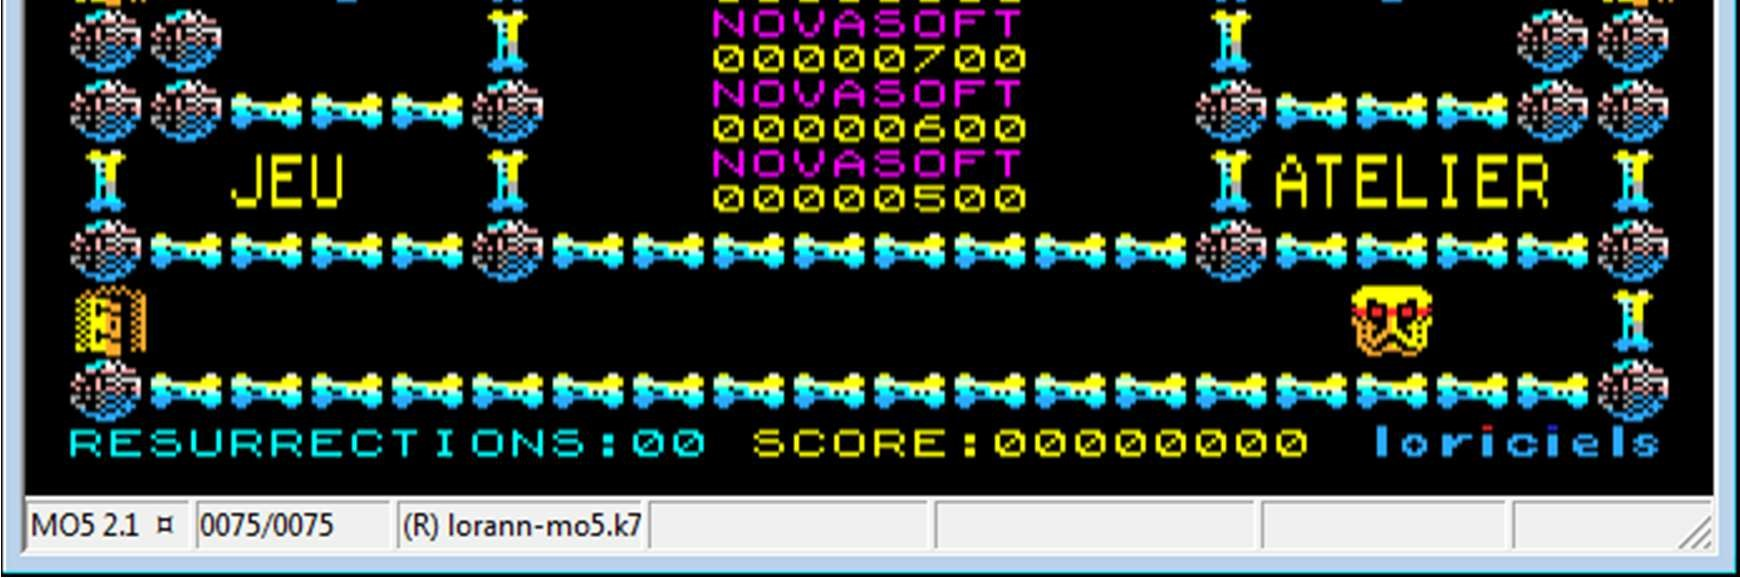 NOVASOFT
00000700
NOVASOFT
00000600
JEU
NOVASOFT
00000500
ATELIER
RESURRECTIONS:00 SCORE:00000000 loriciels
MO5 2.1 ¤ 0075/0075 (R) lorann-mo5.k7